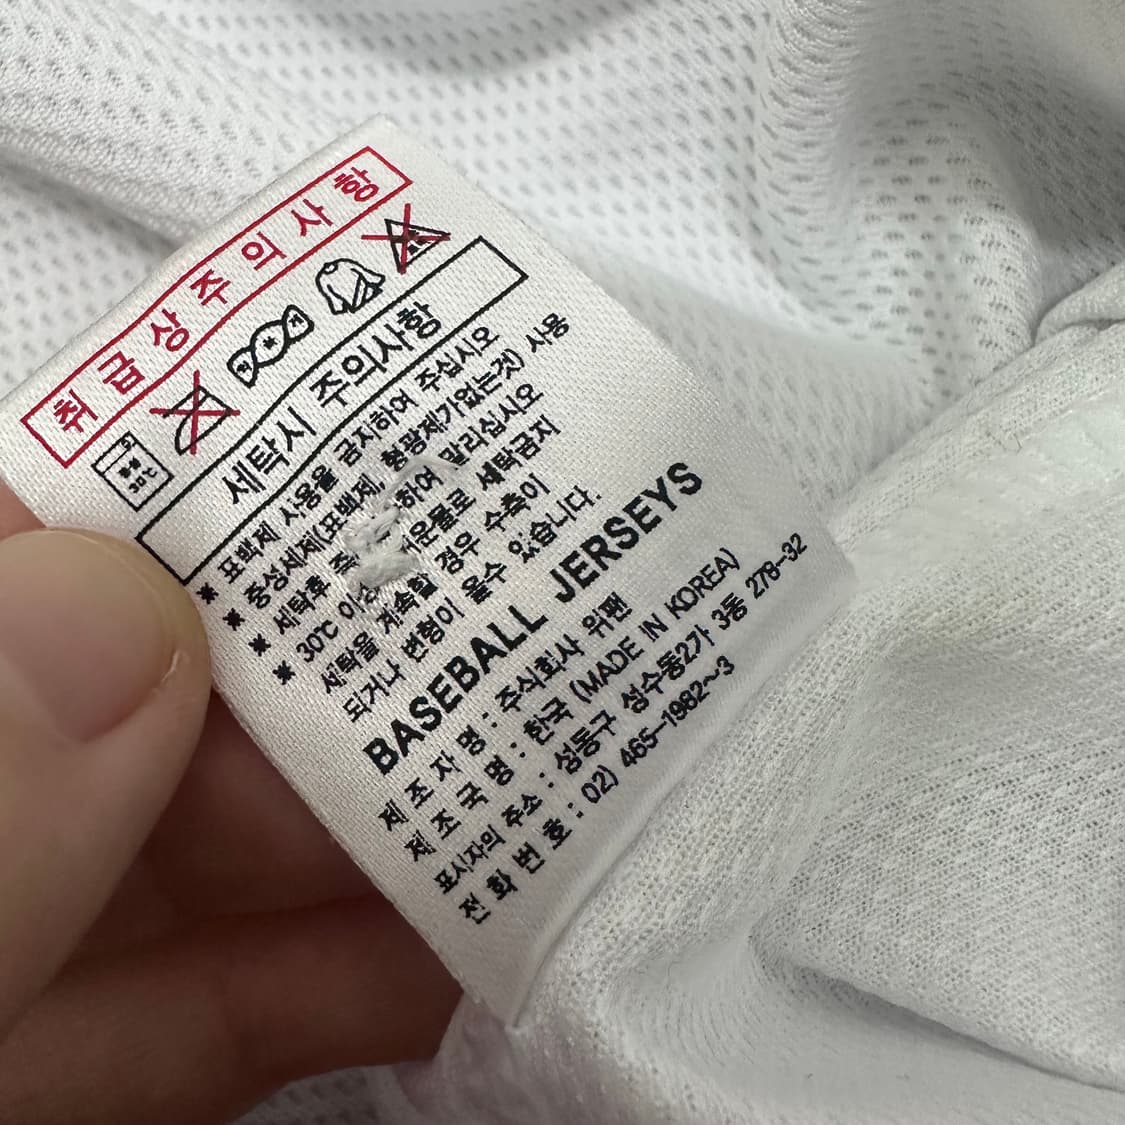 취급상주의사항
30℃
세탁시 주의사항
※ 표백제 사용을 금지하여 주십시오
※ 중성세제(표백제, 형광제가없는것) 사용
※ 세탁후 하여 말리십시오
※ 30℃ 이상 세탁금지
세탁을 계속할 경우 수축이
되거나 변형이 올수 있습니다.
BASEBALL JERSEYS
제 조 자 명 : 주식회사 위팬
제 조 국 명 : 한국 (MADE IN KOREA)
표시자의 주소 : 성동구 성수동2가 3동 278-32
전 화 번 호 : 02) 465-1982~3